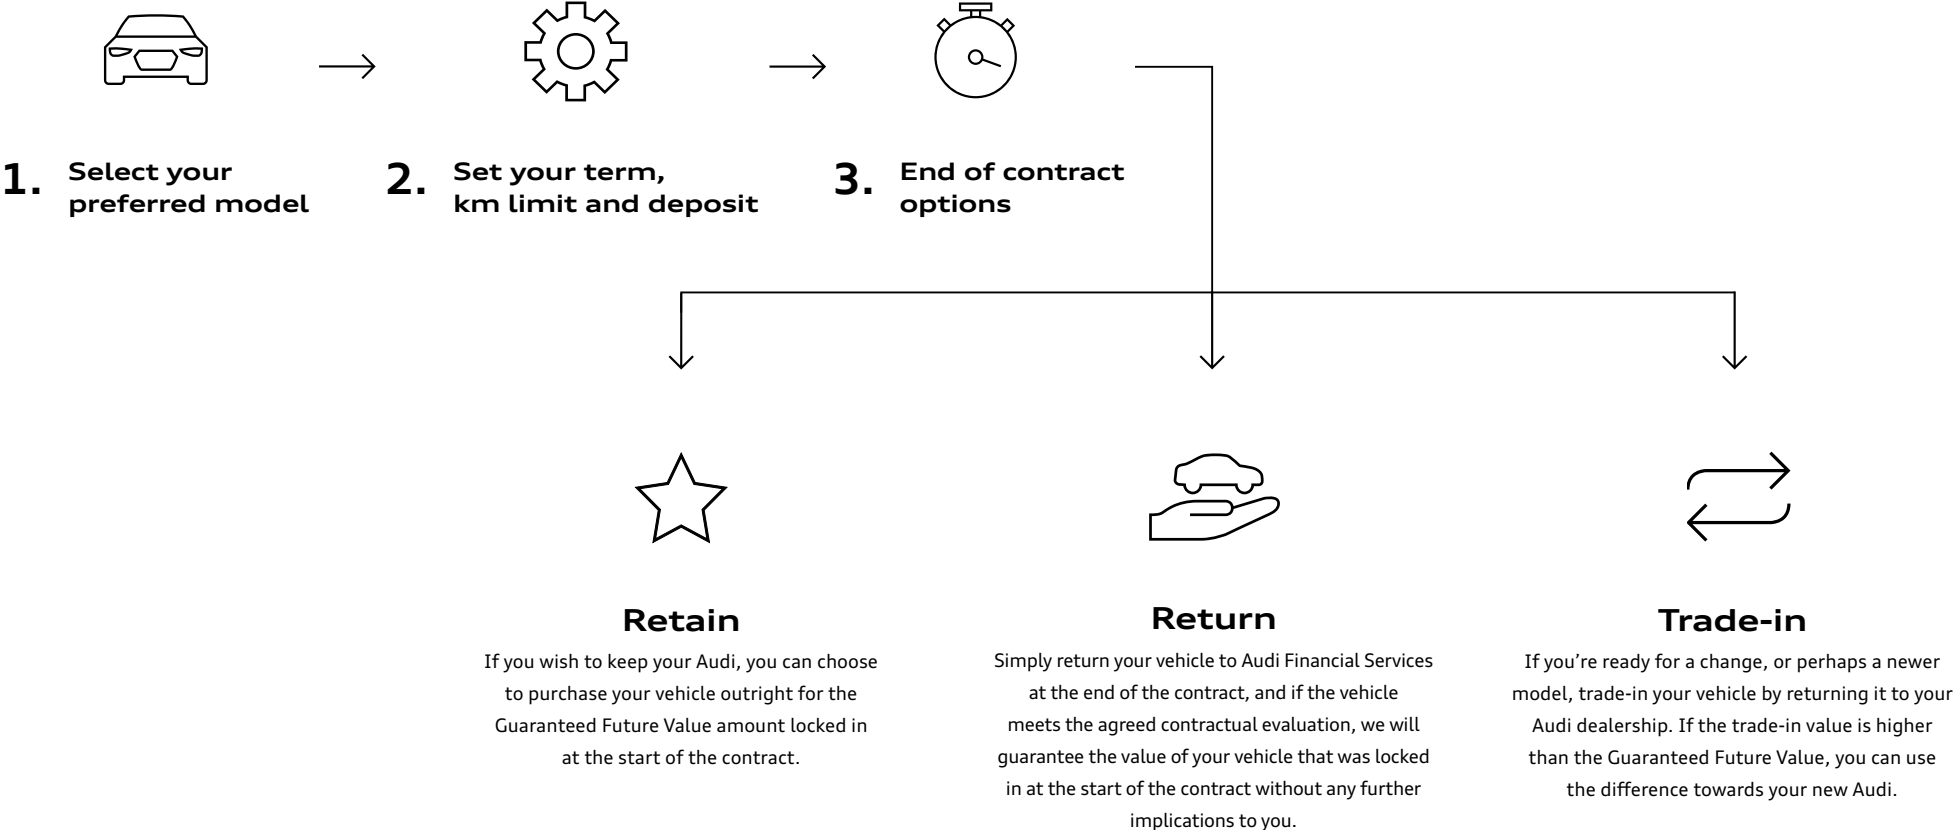 1. Select your
preferred model
2. Set your term,
km limit and deposit
3. End of contract
options
Retain
If you wish to keep your Audi, you can choose
to purchase your vehicle outright for the
Guaranteed Future Value amount locked in
at the start of the contract.
Return
Simply return your vehicle to Audi Financial Services
at the end of the contract, and if the vehicle
meets the agreed contractual evaluation, we will
guarantee the value of your vehicle that was locked
in at the start of the contract without any further
implications to you.
Trade-in
If you’re ready for a change, or perhaps a newer
model, trade-in your vehicle by returning it to your
Audi dealership. If the trade-in value is higher
than the Guaranteed Future Value, you can use
the difference towards your new Audi.